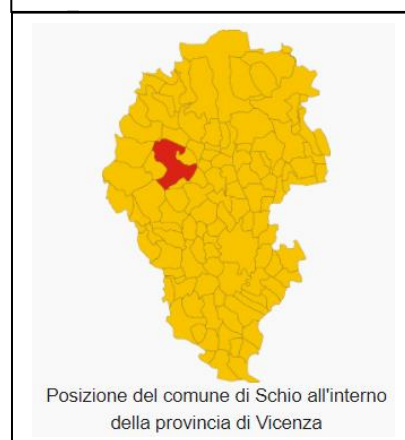 Posizione del comune di Schio all'interno
della provincia di Vicenza